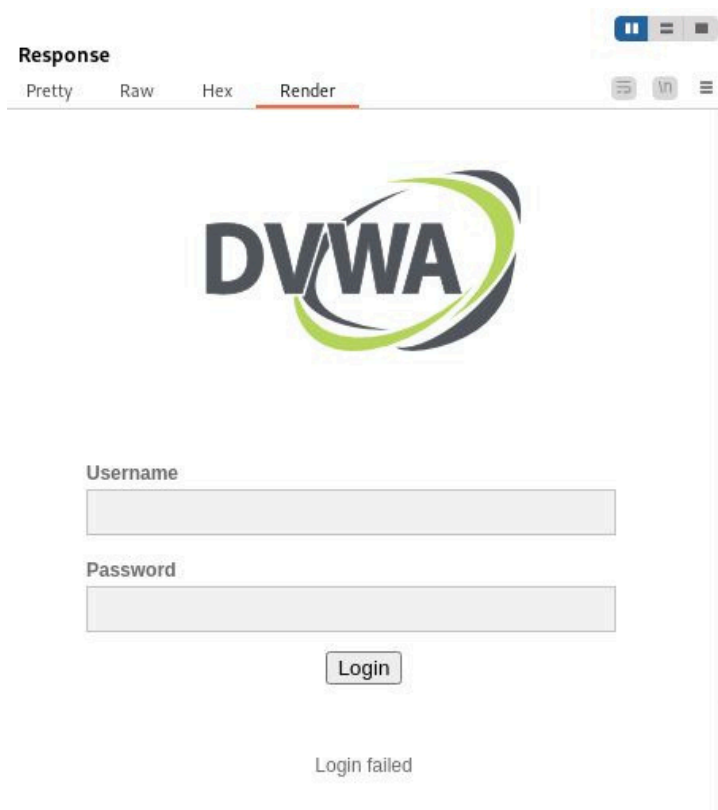 Response
Pretty Raw Hex Render \n
DVWA
Username
Password
Login
Login failed